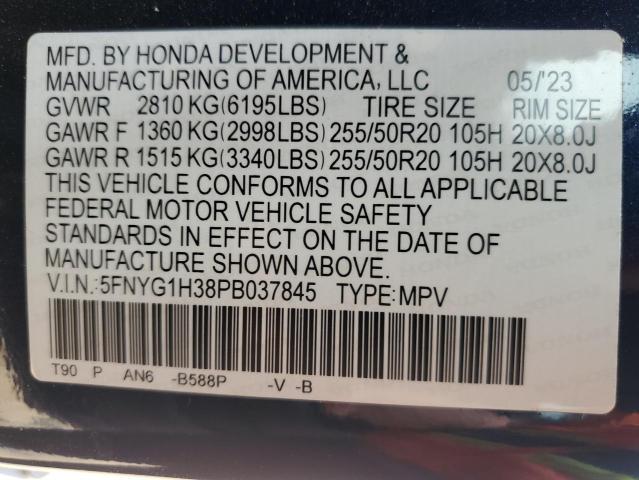 MFD. BY HONDA DEVELOPMENT &
MANUFACTURING OF AMERICA, LLC 05/'23
GVWR 2810 KG(6195LBS) TIRE SIZE RIM SIZE
GAWR F 1360 KG(2998LBS) 255/50R20 105H 20X8.0J
GAWR R 1515 KG(3340LBS) 255/50R20 105H 20X8.0J
THIS VEHICLE CONFORMS TO ALL APPLICABLE
FEDERAL MOTOR VEHICLE SAFETY
STANDARDS IN EFFECT ON THE DATE OF
MANUFACTURE SHOWN ABOVE.
V.I.N.:5FNYG1H38PB037845 TYPE:MPV
T90 P AN6 -B588P -V -B